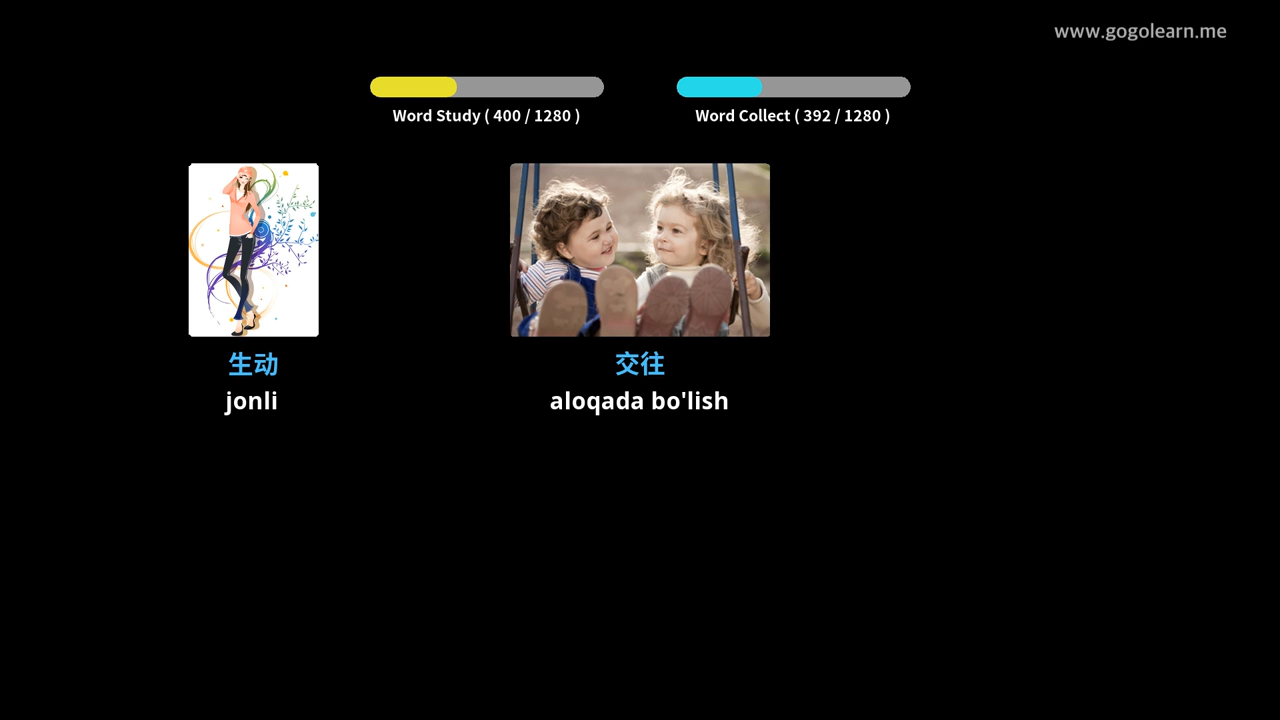 www.gogolearn.me
Word Study ( 400 / 1280 )
Word Collect ( 392 / 1280 )
生动
jonli
交往
aloqada bo'lish